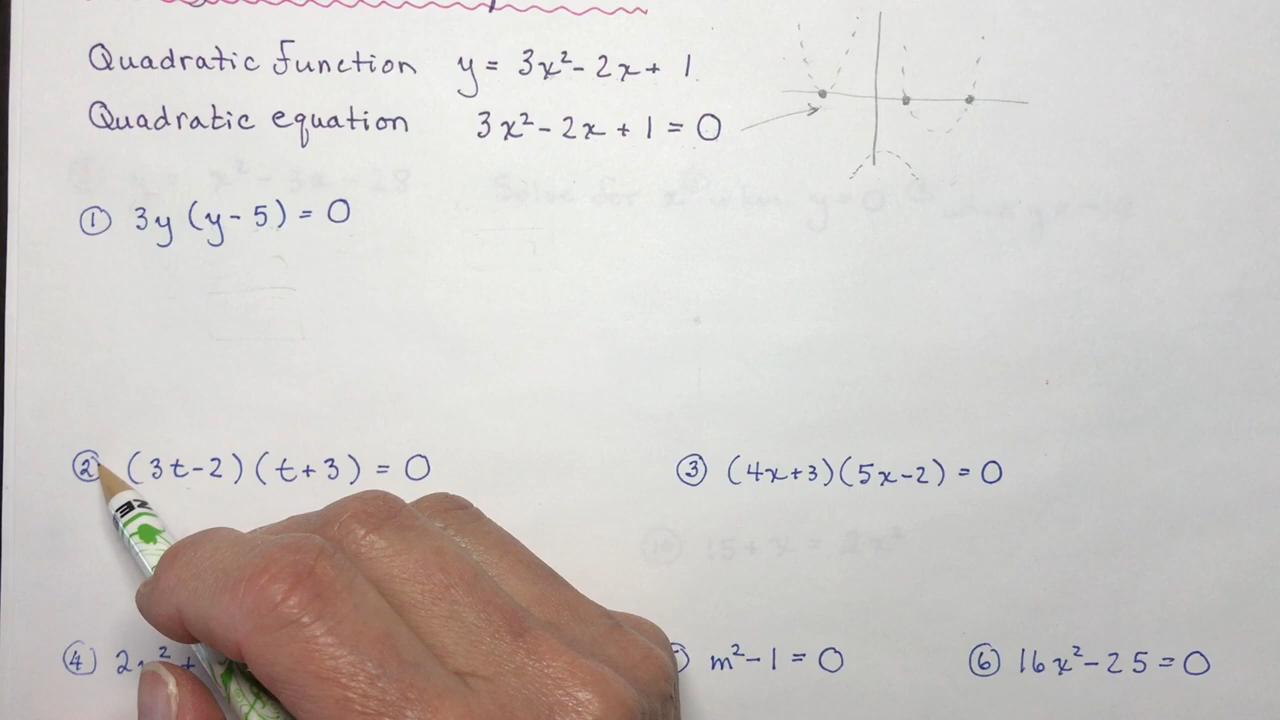 Quadratic function y = 3x² - 2x + 1
Quadratic equation 3x² - 2x + 1 = 0
① 3y (y - 5) = 0
② (3t - 2) (t + 3) = 0
③ (4x + 3)(5x - 2) = 0
m² - 1 = 0
④
⑥ 16x² - 25 = 0